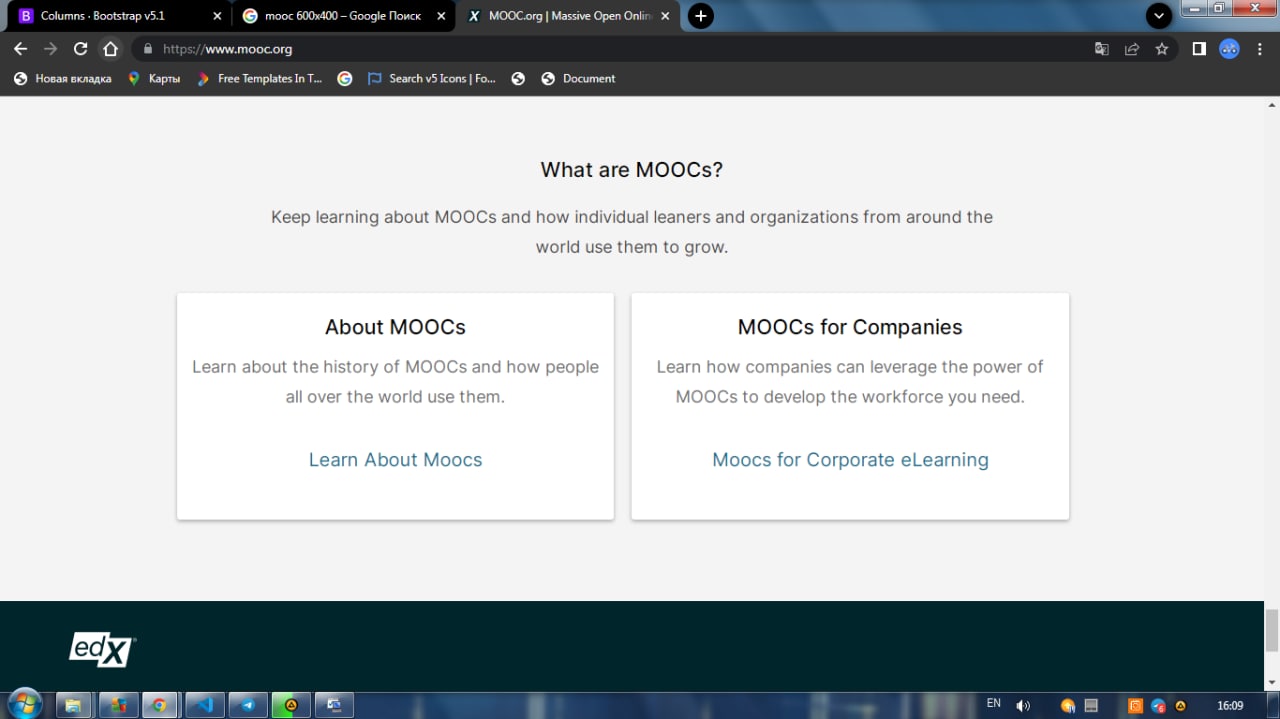 Columns · Bootstrap v5.1
mooc 600x400 – Google Поиск
MOOC.org | Massive Open Onlin
https://www.mooc.org
Новая вкладка
Карты
Free Templates In T...
Search v5 Icons | Fo...
Document
What are MOOCs?
Keep learning about MOOCs and how individual leaners and organizations from around the
world use them to grow.
About MOOCs
Learn about the history of MOOCs and how people
all over the world use them.
Learn About Moocs
MOOCs for Companies
Learn how companies can leverage the power of
MOOCs to develop the workforce you need.
Moocs for Corporate eLearning
edX
EN
16:09